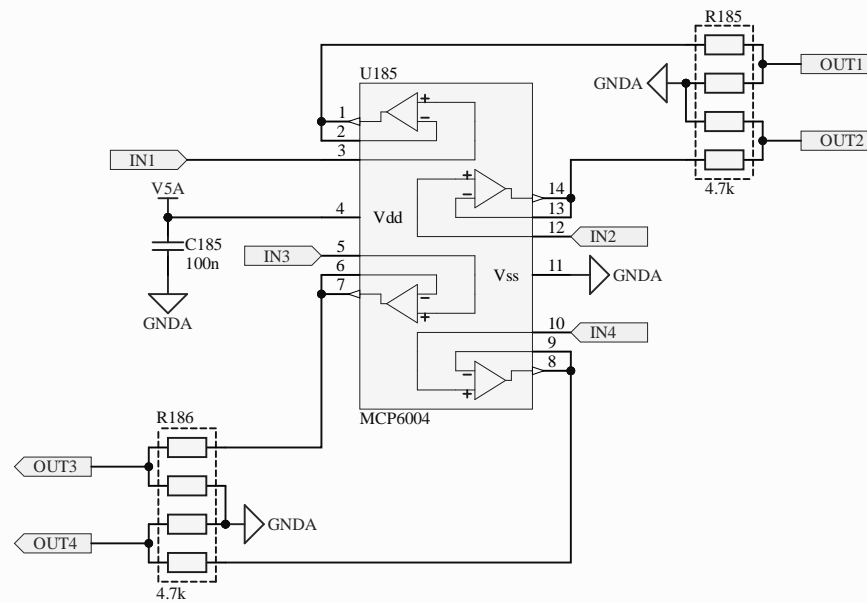 R185
U185
OUT1
GNDA
1
2
IN1
3
OUT2
14
4.7k
V5A
13
4
Vdd
12
IN2
C185
100n
IN3
5
6
Vss
11
GNDA
7
GNDA
10
IN4
9
8
R186
MCP6004
OUT3
GNDA
OUT4
4.7k